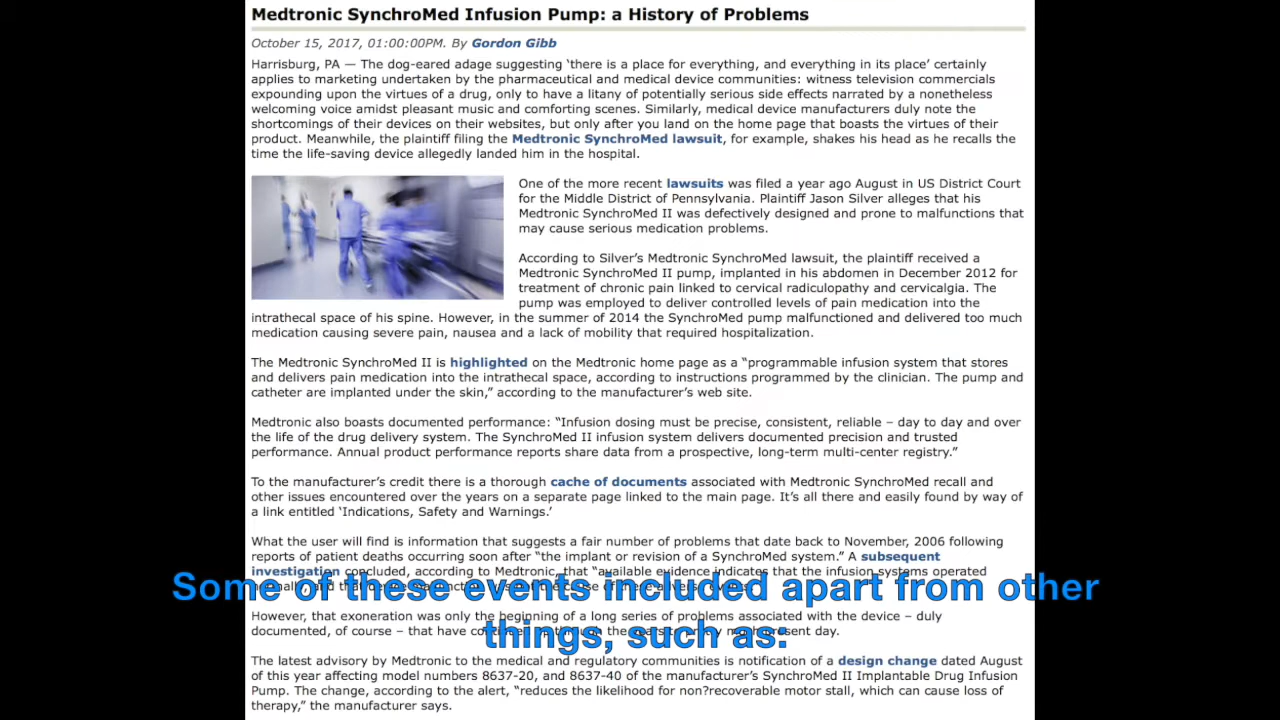 Medtronic SynchroMed Infusion Pump: a History of Problems
October 15, 2017, 01:00:00PM. By Gordon Gibb
Harrisburg, PA — The dog-eared adage suggesting ‘there is a place for everything, and everything in its place’ certainly
applies to marketing undertaken by the pharmaceutical and medical device communities: witness television commercials
expounding upon the virtues of a drug, only to have a litany of potentially serious side effects narrated by a nonetheless
welcoming voice amidst pleasant music and comforting scenes. Similarly, medical device manufacturers duly note the
shortcomings of their devices on their websites, but only after you land on the home page that boasts the virtues of their
product. Meanwhile, the plaintiff filing the Medtronic SynchroMed lawsuit, for example, shakes his head as he recalls the
time the life-saving device allegedly landed him in the hospital.
One of the more recent lawsuits was filed a year ago August in US District Court
for the Middle District of Pennsylvania. Plaintiff Jason Silver alleges that his
Medtronic SynchroMed II was defectively designed and prone to malfunctions that
may cause serious medication problems.
According to Silver’s Medtronic SynchroMed lawsuit, the plaintiff received a
Medtronic SynchroMed II pump, implanted in his abdomen in December 2012 for
treatment of chronic pain linked to cervical radiculopathy and cervicalgia. The
pump was employed to deliver controlled levels of pain medication into the
intrathecal space of his spine. However, in the summer of 2014 the SynchroMed pump malfunctioned and delivered too much
medication causing severe pain, nausea and a lack of mobility that required hospitalization.
The Medtronic SynchroMed II is highlighted on the Medtronic home page as a “programmable infusion system that stores
and delivers pain medication into the intrathecal space, according to instructions programmed by the clinician. The pump and
catheter are implanted under the skin,” according to the manufacturer’s web site.
Medtronic also boasts documented performance: “Infusion dosing must be precise, consistent, reliable – day to day and over
the life of the drug delivery system. The SynchroMed II infusion system delivers documented precision and trusted
performance. Annual product performance reports share data from a prospective, long-term multi-center registry.”
To the manufacturer’s credit there is a thorough cache of documents associated with Medtronic SynchroMed recall and
other issues encountered over the years on a separate page linked to the main page. It’s all there and easily found by way of
a link entitled ‘Indications, Safety and Warnings.’
What the user will find is information that suggests a fair number of problems that date back to November, 2006 following
reports of patient deaths occurring soon after “the implant or revision of a SynchroMed system.” A subsequent
investigation concluded, according to Medtronic, that “available evidence indicates that the infusion systems operated
Some of these events included apart from other
However, that exoneration was only the beginning of a long series of problems associated with the device – duly
documented, of course – that have present day.
things, such as:
The latest advisory by Medtronic to the medical and regulatory communities is notification of a design change dated August
of this year affecting model numbers 8637-20, and 8637-40 of the manufacturer’s SynchroMed II Implantable Drug Infusion
Pump. The change, according to the alert, “reduces the likelihood for non?recoverable motor stall, which can cause loss of
therapy,” the manufacturer says.